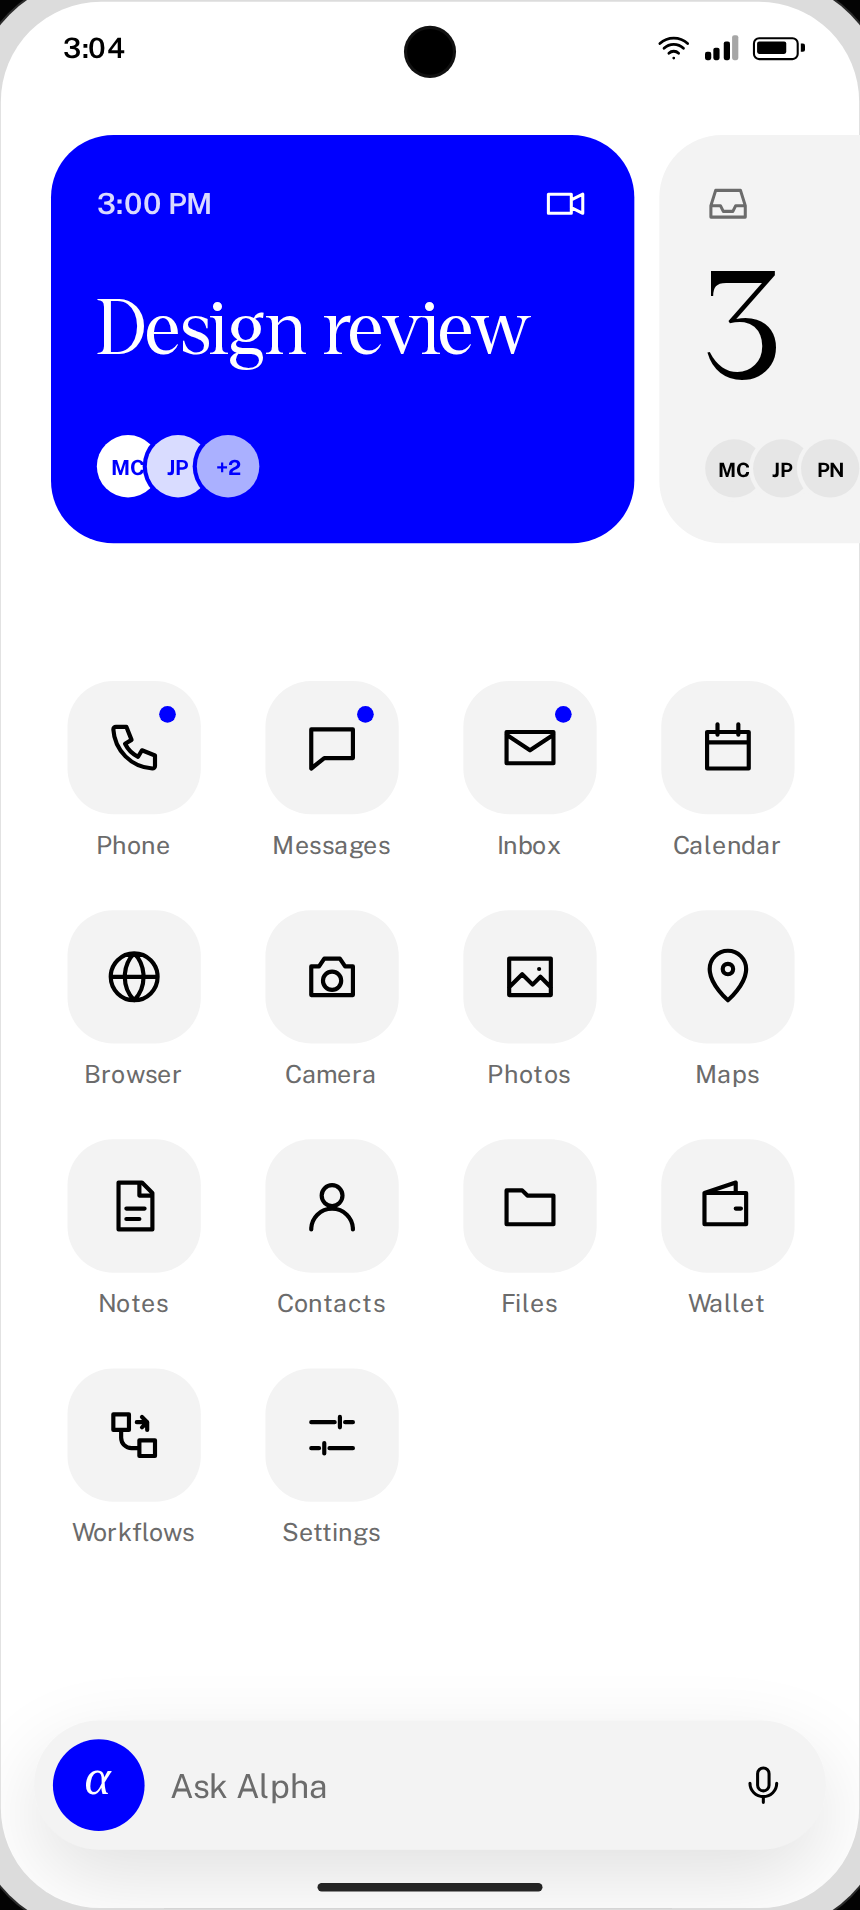 3:04
3:00 PM
Design review
MC JP +2
3
MC JP PN
Phone Messages Inbox Calendar
Browser Camera Photos Maps
Notes Contacts Files Wallet
Workflows Settings
α Ask Alpha